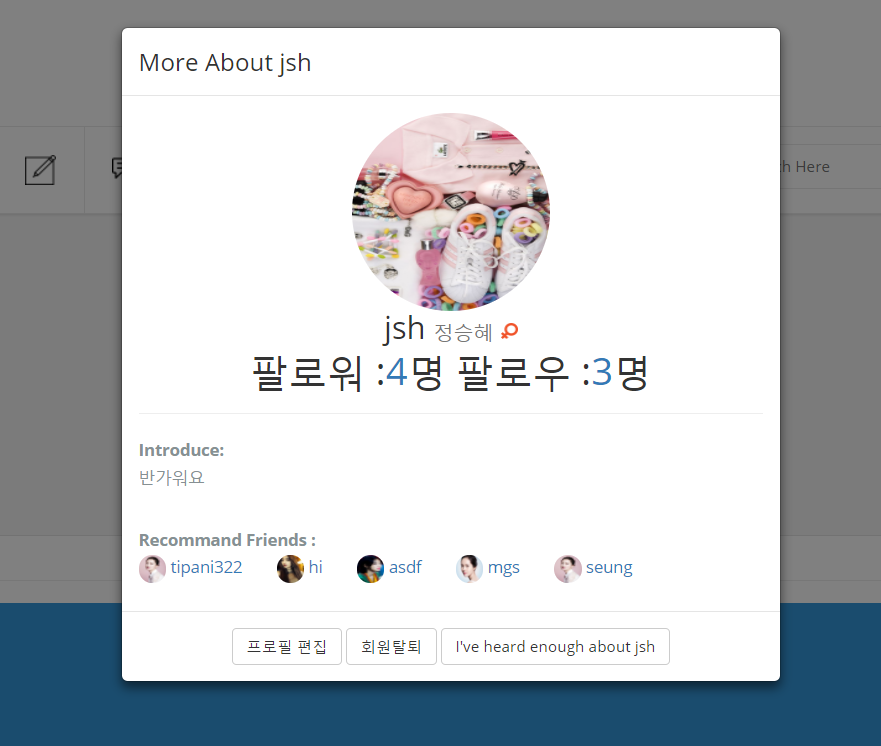 More About jsh
h Here
jsh 정승혜
팔로워 :4명 팔로우 :3명
Introduce:
반가워요
Recommand Friends :
tipani322 hi asdf mgs seung
프로필 편집 회원탈퇴 I've heard enough about jsh